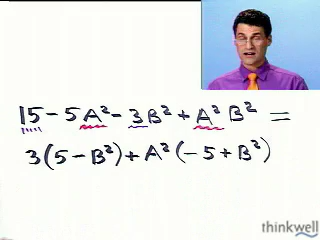 15 - 5A² - 3B² + A²B² =
3(5 - B²) + A²(-5 + B²)
thinkwell